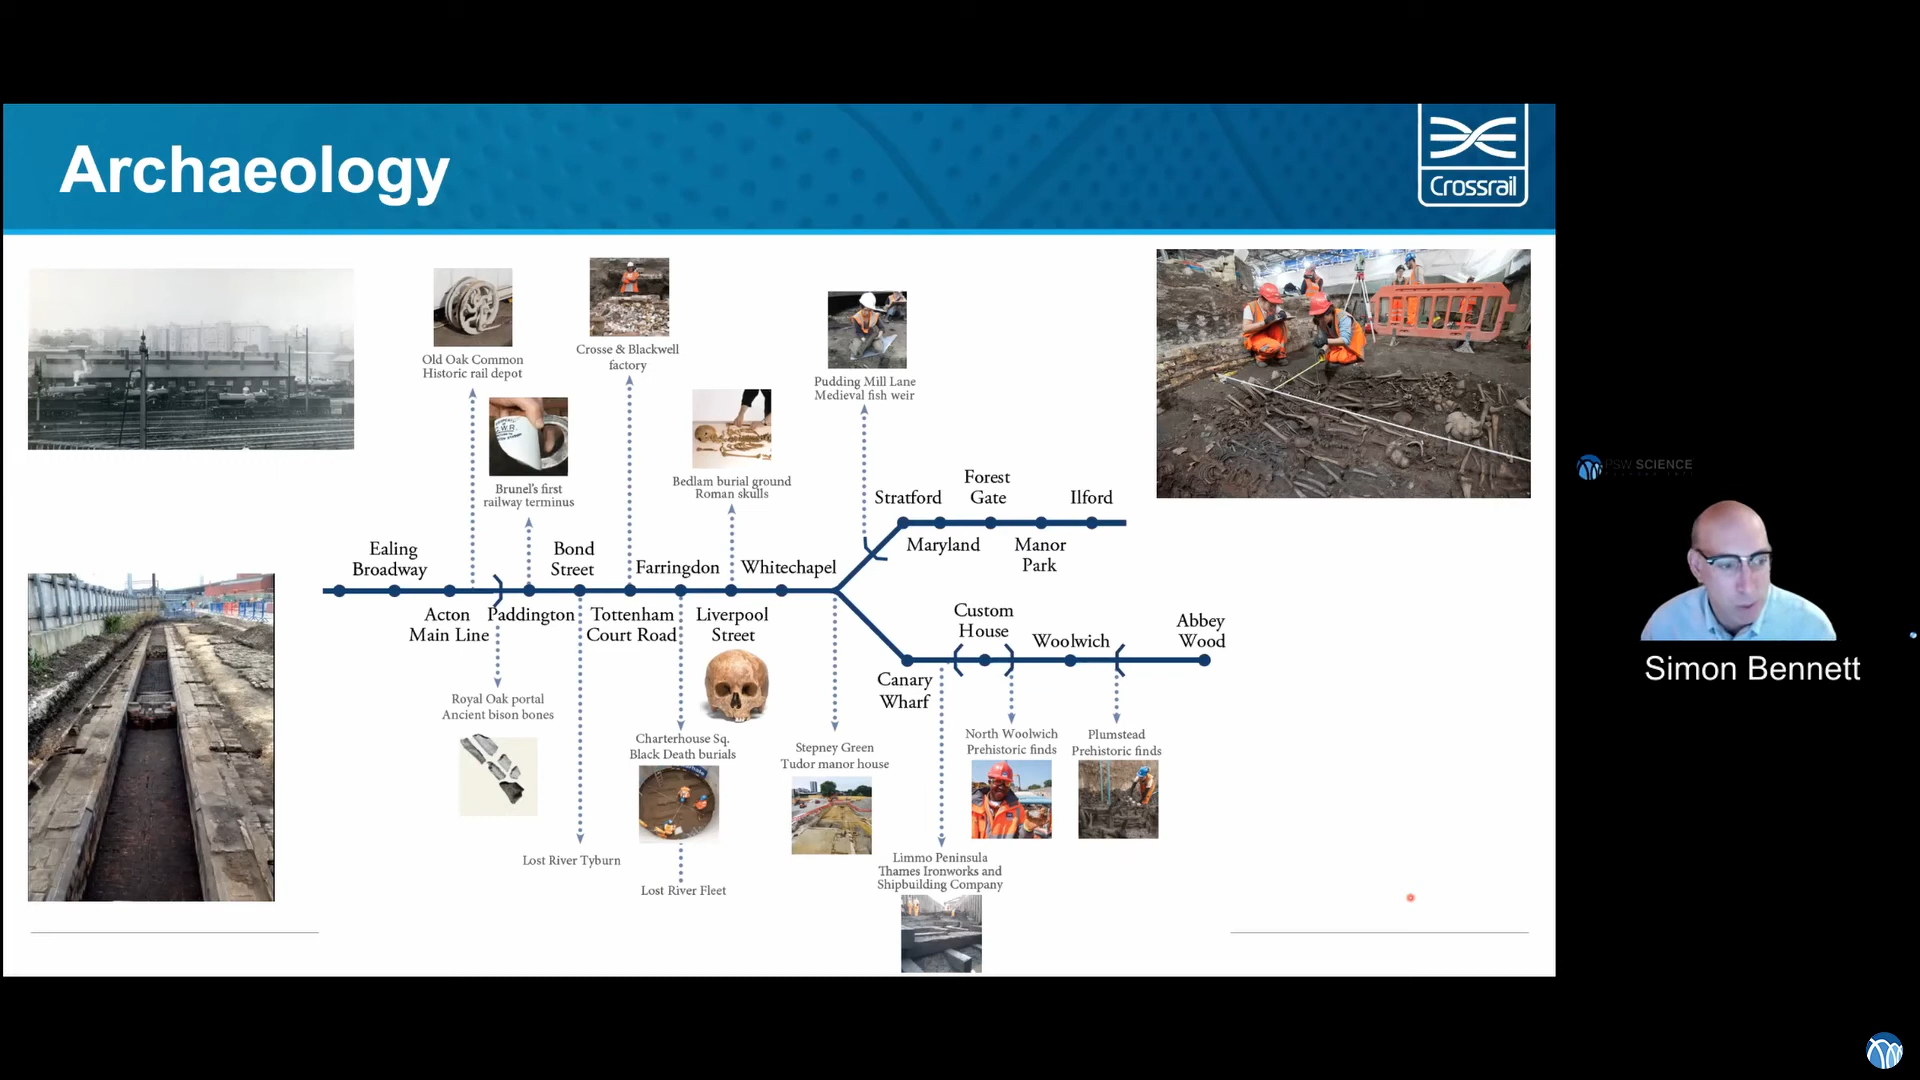 Archaeology
Crossrail
Old Oak Common
Historic rail depot
Crosse & Blackwell
factory
Pudding Mill Lane
Medieval fish weir
Brunel's first
railway terminus
Bedlam burial ground
Roman skulls
Stratford
Forest
Gate
Ilford
Maryland
Manor
Park
Ealing
Broadway
Bond
Street
Farringdon
Whitechapel
Acton
Main Line
Paddington
Tottenham
Court Road
Liverpool
Street
Custom
House
Woolwich
Abbey
Wood
Canary
Wharf
Royal Oak portal
Ancient bison bones
Charterhouse Sq.
Black Death burials
Stepney Green
Tudor manor house
North Woolwich
Prehistoric finds
Plumstead
Prehistoric finds
Lost River Tyburn
Lost River Fleet
Limmo Peninsula
Thames Ironworks and
Shipbuilding Company
PSW SCIENCE
Simon Bennett